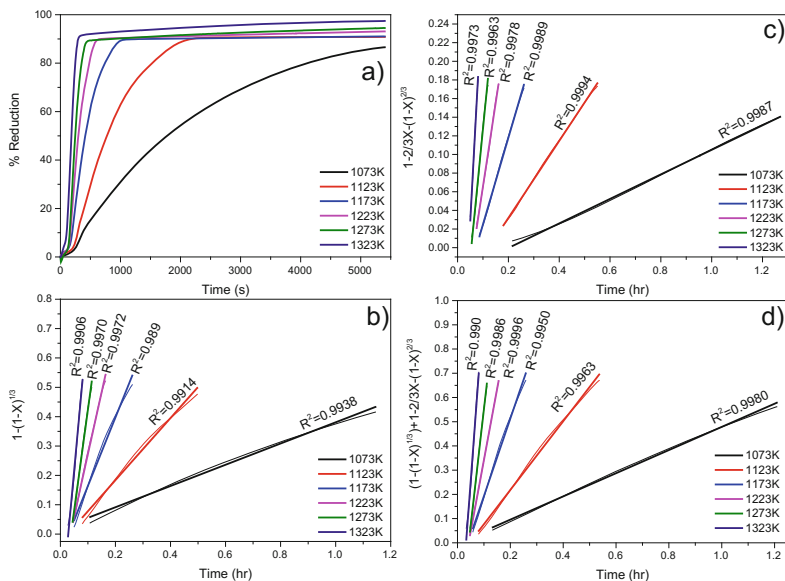 a)
% Reduction
100
80
60
40
20
0
0
1000
2000
3000
4000
5000
Time (s)
1073K
1123K
1173K
1223K
1273K
1323K
c)
1-2/3X-(1-X)^2/3
0.24
0.22
0.20
0.18
0.16
0.14
0.12
0.10
0.08
0.06
0.04
0.02
0.00
R²=0.9973
R²=0.9963
R²=0.9978
R²=0.9989
R²=0.9994
R²=0.9987
0.0
0.2
0.4
0.6
0.8
1.0
1.2
Time (hr)
1073K
1123K
1173K
1223K
1273K
1323K
b)
1-(1-X)^1/3
0.8
0.7
0.6
0.5
0.4
0.3
0.2
0.1
0.0
R²=0.9906
R²=0.9970
R²=0.9972
R²=0.989
R²=0.9914
R²=0.9938
0.0
0.2
0.4
0.6
0.8
1.0
1.2
Time (hr)
1073K
1123K
1173K
1223K
1273K
1323K
d)
(1-(1-X)^1/3)+1-2/3X-(1-X)^2/3
1.0
0.9
0.8
0.7
0.6
0.5
0.4
0.3
0.2
0.1
0.0
R²=0.990
R²=0.9986
R²=0.9996
R²=0.9950
R²=0.9963
R²=0.9980
0.0
0.2
0.4
0.6
0.8
1.0
1.2
Time (hr)
1073K
1123K
1173K
1223K
1273K
1323K